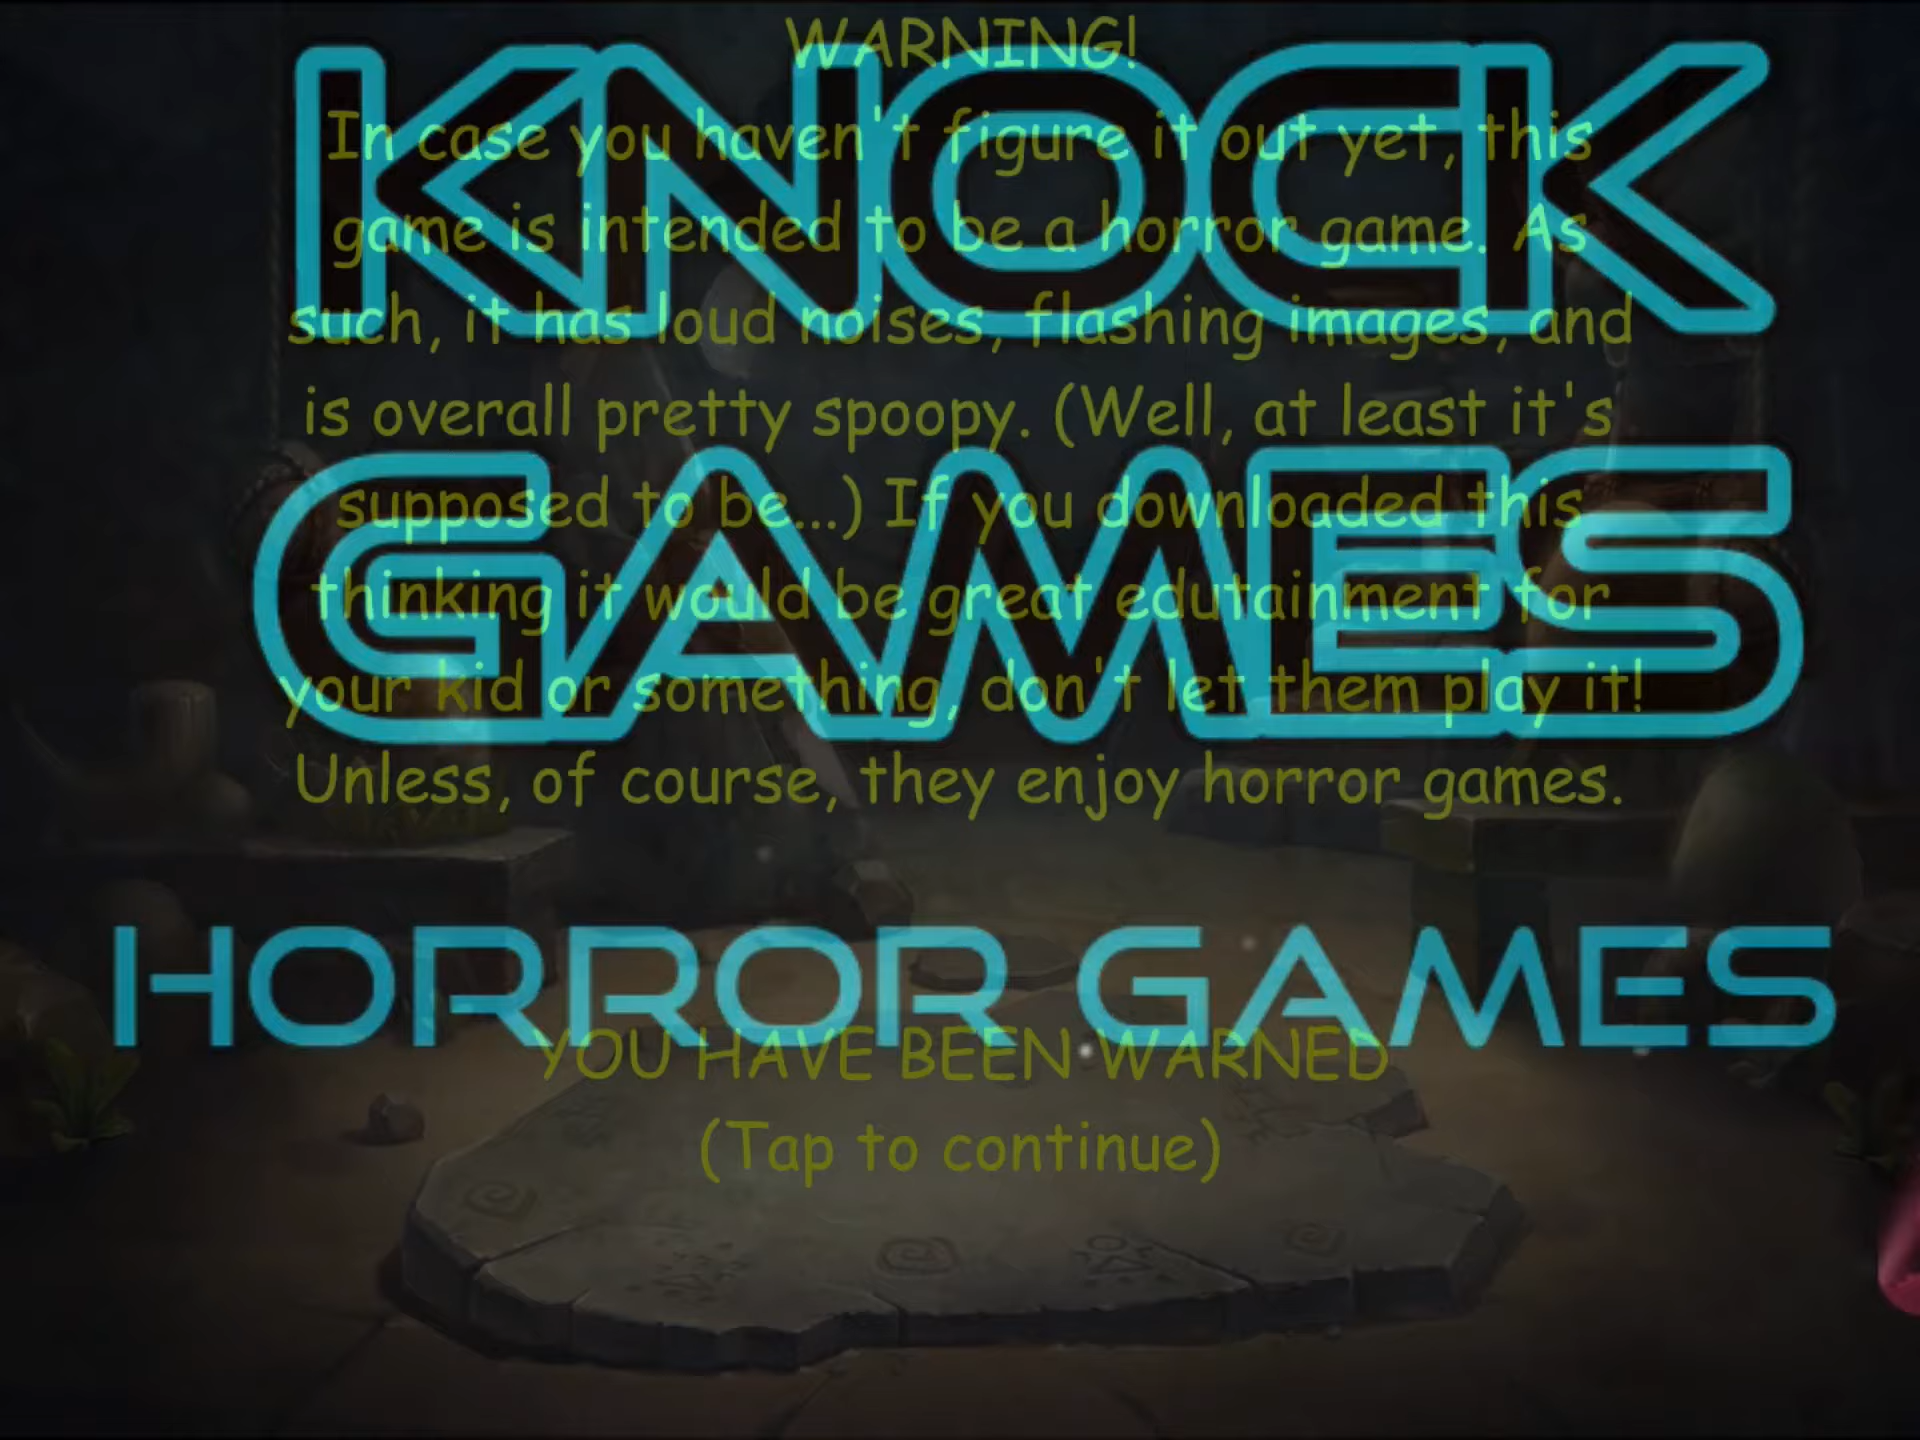 WARNING!
KNOCK
In case you haven't figure it out yet, this
game is intended to be a horror game. As
such, it has loud noises, flashing images, and
is overall pretty spoopy. (Well, at least it's
GAMES
supposed to be...) If you downloaded this
thinking it would be great edutainment for
your kid or something, don't let them play it!
Unless, of course, they enjoy horror games.
HORROR GAMES
YOU HAVE BEEN WARNED
(Tap to continue)